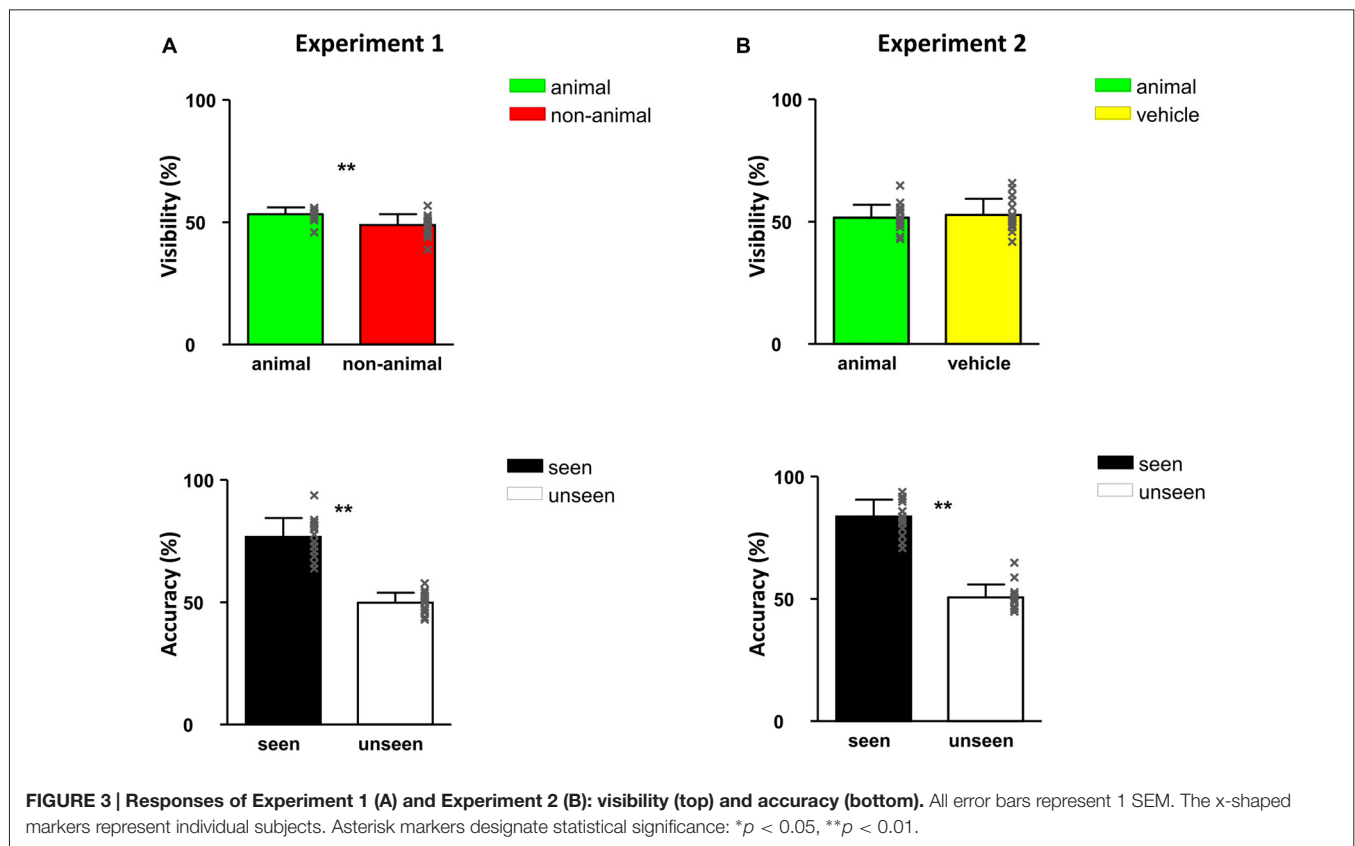 A
Experiment 1
animal
non-animal
100
50
0
Visibility (%)
**
animal
non-animal
B
Experiment 2
animal
vehicle
100
50
0
Visibility (%)
animal
vehicle
seen
unseen
100
50
0
Accuracy (%)
**
seen
unseen
seen
unseen
100
50
0
Accuracy (%)
**
seen
unseen
FIGURE 3 | Responses of Experiment 1 (A) and Experiment 2 (B): visibility (top) and accuracy (bottom). All error bars represent 1 SEM. The x-shaped
markers represent individual subjects. Asterisk markers designate statistical significance: *p < 0.05, **p < 0.01.